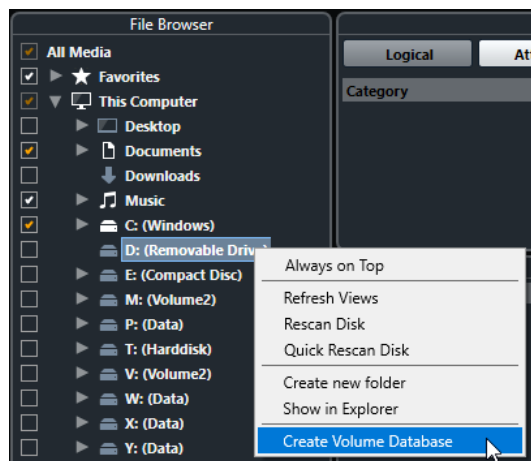 File Browser
All Media
Favorites
This Computer
Desktop
Documents
Downloads
Music
C: (Windows)
D: (Removable Drive)
E: (Compact Disc)
M: (Volume2)
P: (Data)
T: (Harddisk)
V: (Volume2)
W: (Data)
X: (Data)
Y: (Data)
Logical
Category
Always on Top
Refresh Views
Rescan Disk
Quick Rescan Disk
Create new folder
Show in Explorer
Create Volume Database